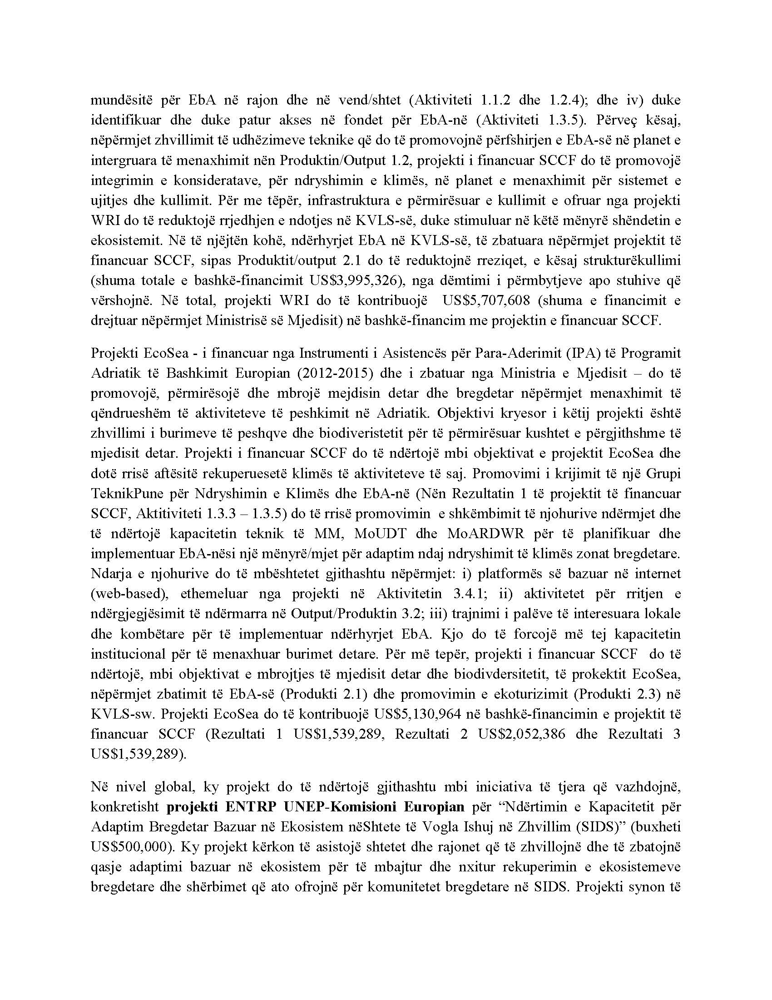 mundësitë për EbA në rajon dhe në vend/shtet (Aktiviteti 1.1.2 dhe 1.2.4); dhe iv) duke
identifikuar dhe duke patur akses në fondet për EbA-në (Aktiviteti 1.3.5). Përveç kësaj,
nëpërmjet zhvillimit të udhëzimeve teknike që do të promovojnë përfshirjen e EbA-së në planet e
intergruara të menaxhimit nën Produktin/Output 1.2, projekti i financuar SCCF do të promovojë
integrimin e konsideratave, për ndryshimin e klimës, në planet e menaxhimit për sistemet e
ujitjes dhe kullimit. Për me tëpër, infrastruktura e përmirësuar e kullimit e ofruar nga projekti
WRI do të reduktojë rrjedhjen e ndotjes në KVLS-së, duke stimuluar në këtë mënyrë shëndetin e
ekosistemit. Në të njëjtën kohë, ndërhyrjet EbA në KVLS-së, të zbatuara nëpërmjet projektit të
financuar SCCF, sipas Produktit/output 2.1 do të reduktojnë rreziqet, e kësaj strukturëkullimi
(shuma totale e bashkë-financimit US$3,995,326), nga dëmtimi i përmbytjeve apo stuhive që
vërshojnë. Në total, projekti WRI do të kontribuojë  US$5,707,608 (shuma e financimit e
drejtuar nëpërmjet Ministrisë së Mjedisit) në bashkë-financim me projektin e financuar SCCF.
Projekti EcoSea - i financuar nga Instrumenti i Asistencës për Para-Aderimit (IPA) të Programit
Adriatik të Bashkimit Europian (2012-2015) dhe i zbatuar nga Ministria e Mjedisit – do të
promovojë, përmirësojë dhe mbrojë mejdisin detar dhe bregdetar nëpërmjet menaxhimit të
qëndrueshëm të aktiviteteve të peshkimit në Adriatik. Objektivi kryesor i këtij projekti është
zhvillimi i burimeve të peshqve dhe biodiveristetit për të përmirësuar kushtet e përgjithshme të
mjedisit detar. Projekti i financuar SCCF do të ndërtojë mbi objektivat e projektit EcoSea dhe
dotë rrisë aftësitë rekuperuesetë klimës të aktiviteteve të saj. Promovimi i krijimit të një Grupi
TeknikPune për Ndryshimin e Klimës dhe EbA-në (Nën Rezultatin 1 të projektit të financuar
SCCF, Aktitiviteti 1.3.3 – 1.3.5) do të rrisë promovimin  e shkëmbimit të njohurive ndërmjet dhe
të ndërtojë kapacitetin teknik të MM, MoUDT dhe MoARDWR për të planifikuar dhe
implementuar EbA-nësi një mënyrë/mjet për adaptim ndaj ndryshimit të klimës zonat bregdetare.
Ndarja e njohurive do të mbështetet gjithashtu nëpërmjet: i) platformës së bazuar në internet
(web-based), ethemeluar nga projekti në Aktivitetin 3.4.1; ii) aktivitetet për rritjen e
ndërgjegjësimit të ndërmarra në Output/Produktin 3.2; iii) trajnimi i palëve të interesuara lokale
dhe kombëtare për të implementuar ndërhyrjet EbA. Kjo do të forcojë më tej kapacitetin
institucional për të menaxhuar burimet detare. Për më tepër, projekti i financuar SCCF  do të
ndërtojë, mbi objektivat e mbrojtjes të mjedisit detar dhe biodivdersitetit, të prokektit EcoSea,
nëpërmjet zbatimit të EbA-së (Produkti 2.1) dhe promovimin e ekoturizimit (Produkti 2.3) në
KVLS-sw. Projekti EcoSea do të kontribuojë US$5,130,964 në bashkë-financimin e projektit të
financuar SCCF (Rezultati 1 US$1,539,289, Rezultati 2 US$2,052,386 dhe Rezultati 3
US$1,539,289).
Në nivel global, ky projekt do të ndërtojë gjithashtu mbi iniciativa të tjera që vazhdojnë,
konkretisht projekti ENTRP UNEP-Komisioni Europian për “Ndërtimin e Kapacitetit për
Adaptim Bregdetar Bazuar në Ekosistem nëShtete të Vogla Ishuj në Zhvillim (SIDS)” (buxheti
US$500,000). Ky projekt kërkon të asistojë shtetet dhe rajonet që të zhvillojnë dhe të zbatojnë
qasje adaptimi bazuar në ekosistem për të mbajtur dhe nxitur rekuperimin e ekosistemeve
bregdetare dhe shërbimet që ato ofrojnë për komunitetet bregdetare në SIDS. Projekti synon të